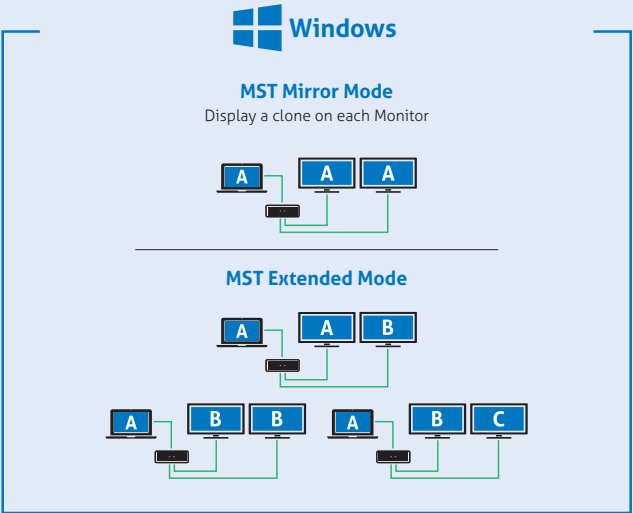 Windows
MST Mirror Mode
Display a clone on each Monitor
A A A
MST Extended Mode
A A B
A B B A B C